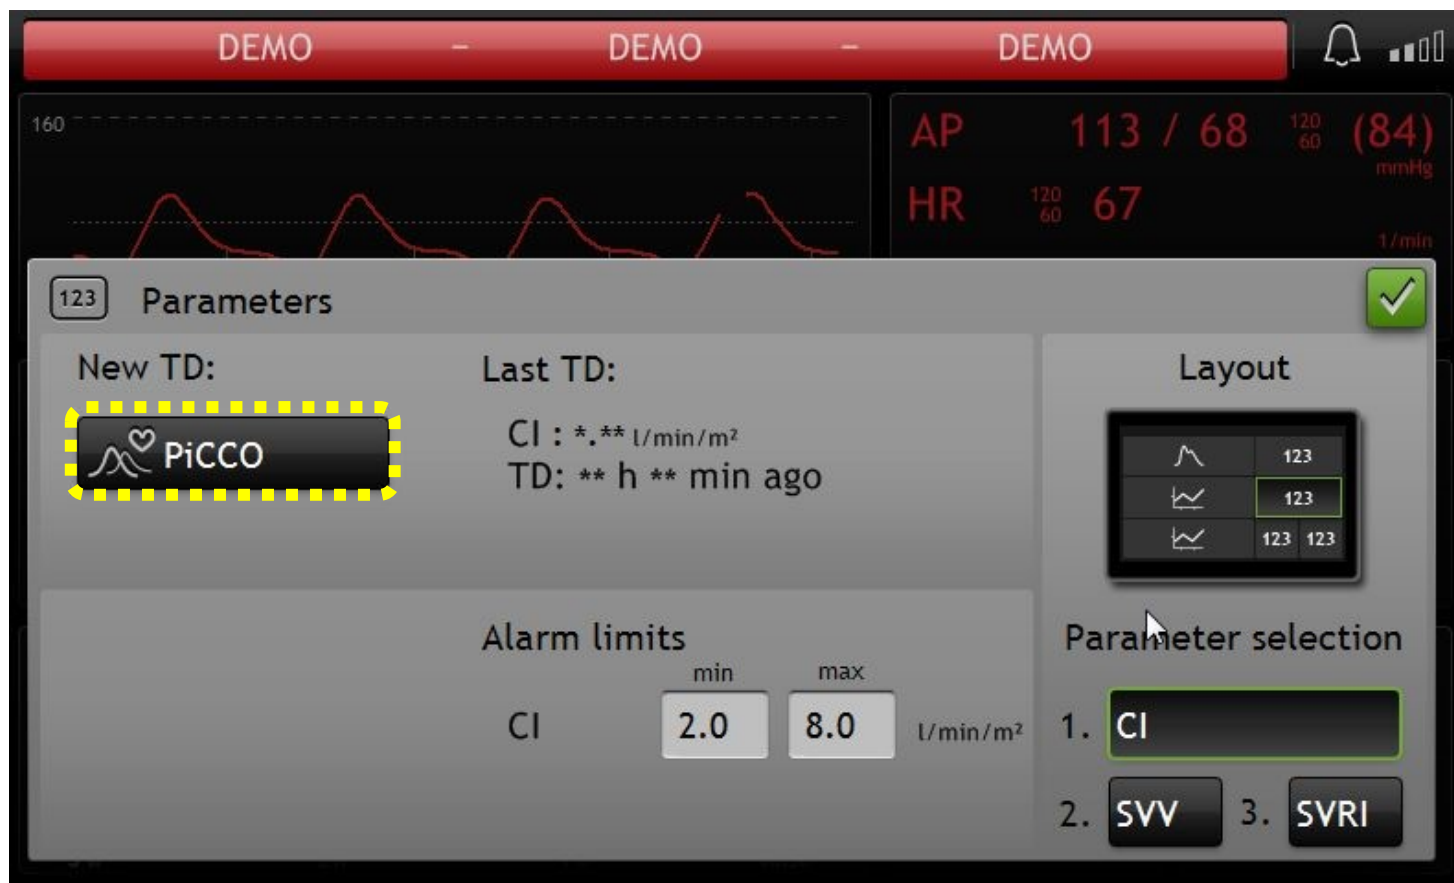 DEMO - DEMO - DEMO
160
AP 113 / 68 120 60 (84)
mmHg
HR 120 60 67
1/min
123 Parameters
New TD:
Last TD:
Layout
PiCCO
CI : *.** l/min/m²
TD: ** h ** min ago
123
123
123 123
Alarm limits
min max
CI 2.0 8.0 l/min/m²
Parameter selection
1. CI
2. SVV 3. SVRI